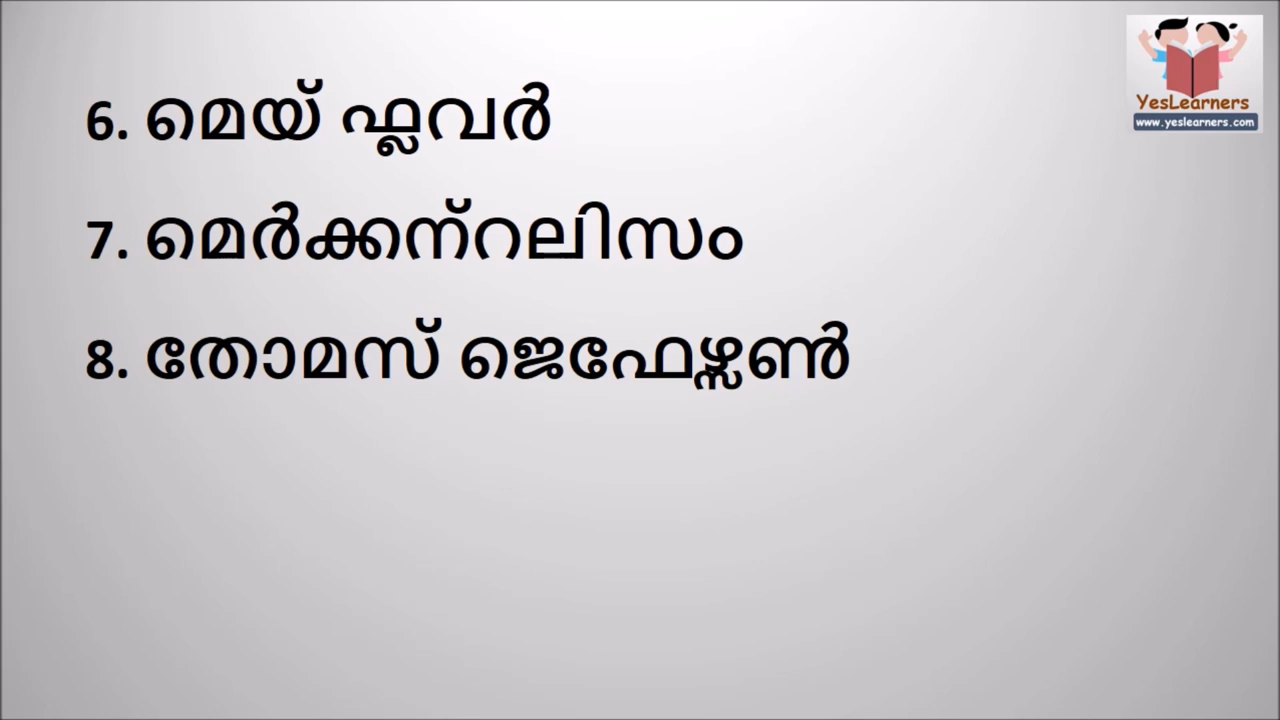 6. മെയ് ഫ്ലവർ
7. മെർക്കന്റലിസം
8. തോമസ് ജെഫേഴ്സൺ
YesLearners
www.yeslearners.com